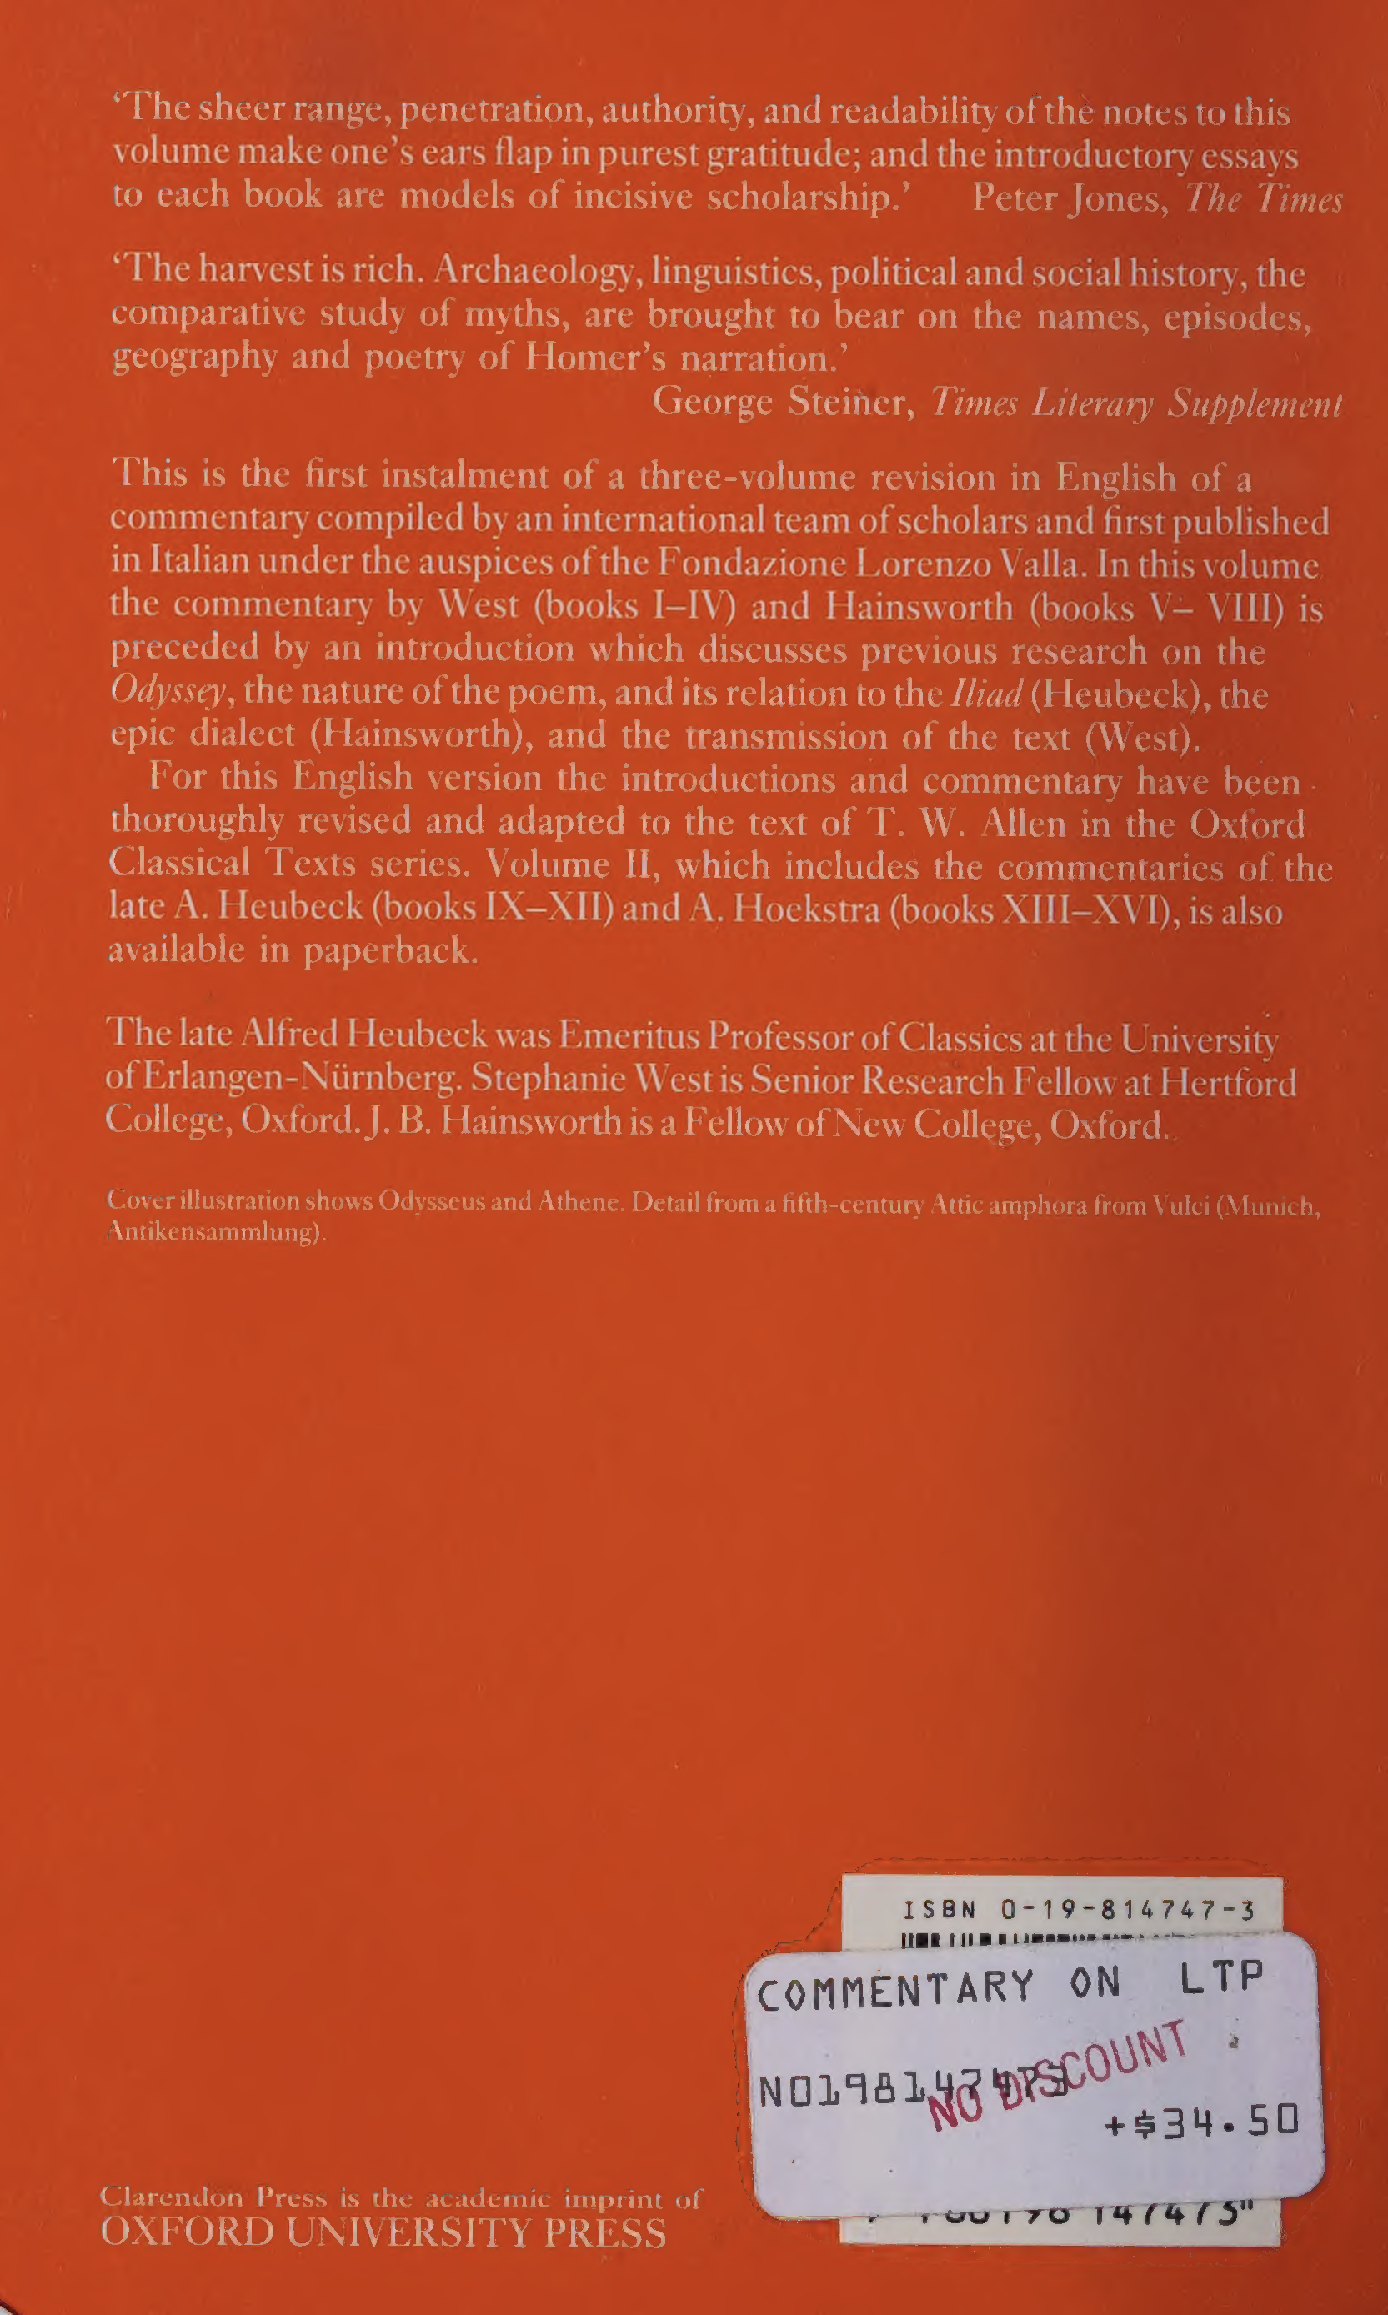 ‘The sheer range, penetration, authority, and readability of the notes to this
volume make one’s ears flap in purest gratitude; and the introductory essays
to each book are models of incisive scholarship.’ Peter Jones, The Times
‘The harvest is rich. Archaeology, linguistics, political and social history, the
comparative study of myths, are brought to bear on the names, episodes,
geography and poetry of Homer’s narration.’
George Steiner, Times Literary Supplement
This is the first instalment of a three-volume revision in English of a
commentary compiled by an international team of scholars and first published
in Italian under the auspices of the Fondazione Lorenzo Valla. In this volume
the commentary by West (books I–IV) and Hainsworth (books V– VIII) is
preceded by an introduction which discusses previous research on the
Odyssey, the nature of the poem, and its relation to the Iliad (Heubeck), the
epic dialect (Hainsworth), and the transmission of the text (West).
For this English version the introductions and commentary have been
thoroughly revised and adapted to the text of T. W. Allen in the Oxford
Classical Texts series. Volume II, which includes the commentaries of the
late A. Heubeck (books IX–XII) and A. Hoekstra (books XIII–XVI), is also
available in paperback.
The late Alfred Heubeck was Emeritus Professor of Classics at the University
of Erlangen-Nürnberg. Stephanie West is Senior Research Fellow at Hertford
College, Oxford. J. B. Hainsworth is a Fellow of New College, Oxford.
Cover illustration shows Odysseus and Athene. Detail from a fifth-century Attic amphora from Vulci (Munich,
Antikensammlung).
ISBN 0-19-814747-3
COMMENTARY ON LTP
N0198147473
NO DISCOUNT
+$34.50
Clarendon Press is the academic imprint of
OXFORD UNIVERSITY PRESS